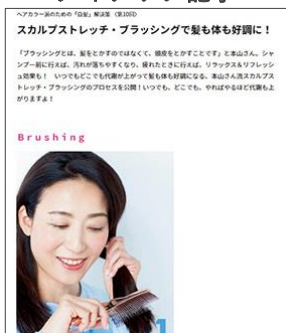 ヘアカラー派のための「白髪」解決策 〈第10回〉
スカルプストレッチ・ブラッシングで髪も体も好調に！
「ブラッシングとは、髪をとかすのではなくて、頭皮をとかすことです」と本山さん。シャ
ンプー前に行えば、汚れが落ちやすくなり、疲れたときに行えば、リラックス＆リフレッシ
ュ効果も！　いつでもどこでも代謝が上がって髪も体も好調になる、本山さん流スカルプス
トレッチ・ブラッシングのプロセスを公開！いつでも、どこでも、やればやるほど代謝も上
がりますよ！
Brushing
1